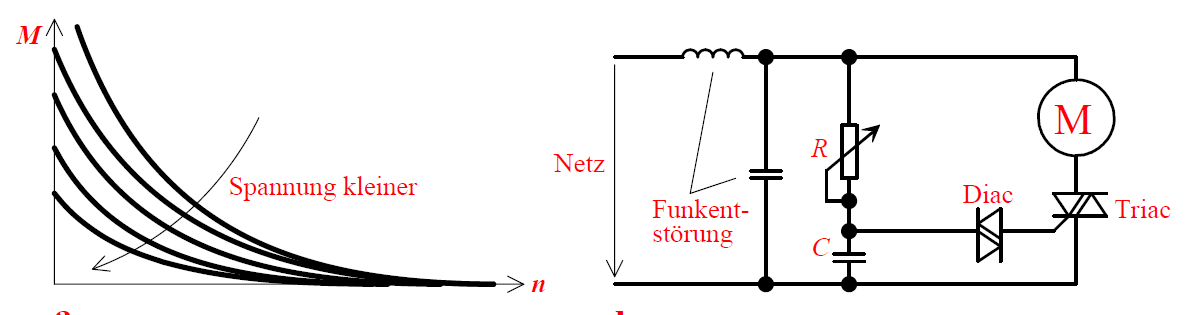 M
Spannung kleiner
n
Netz
Funkent-
störung
R
C
Diac
M
Triac